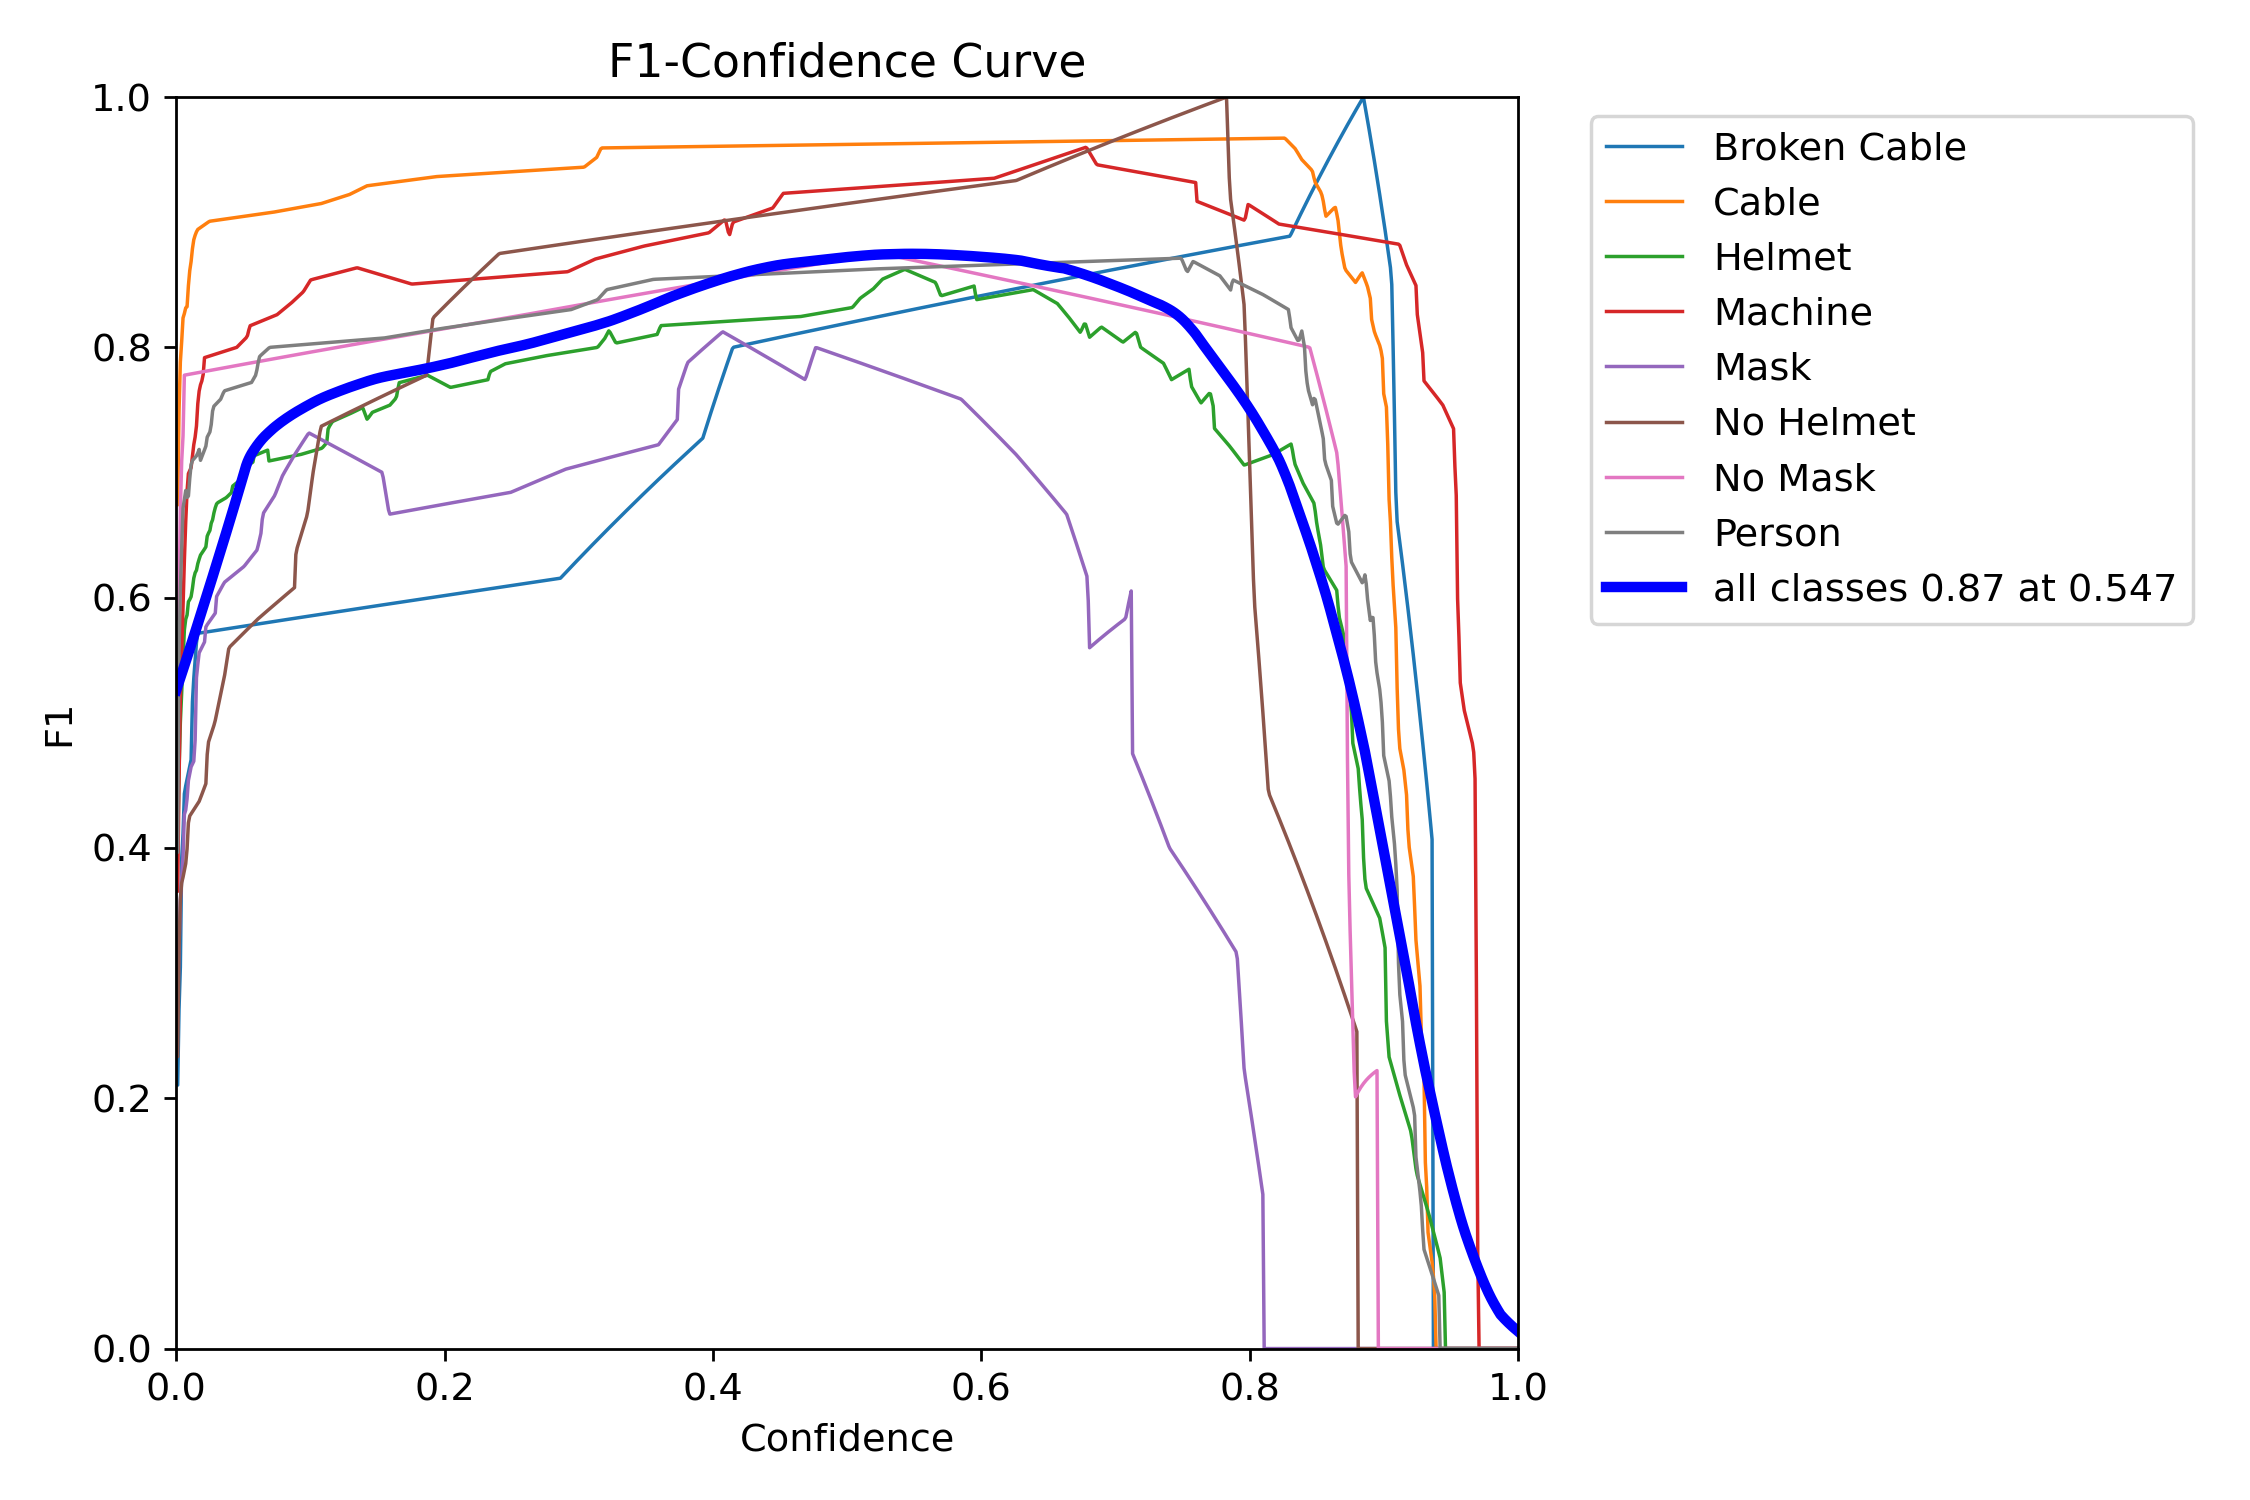 F1-Confidence Curve
1.0
0.8
0.6
0.4
0.2
0.0
F1
0.0 0.2 0.4 0.6 0.8 1.0
Confidence
Broken Cable
Cable
Helmet
Machine
Mask
No Helmet
No Mask
Person
all classes 0.87 at 0.547